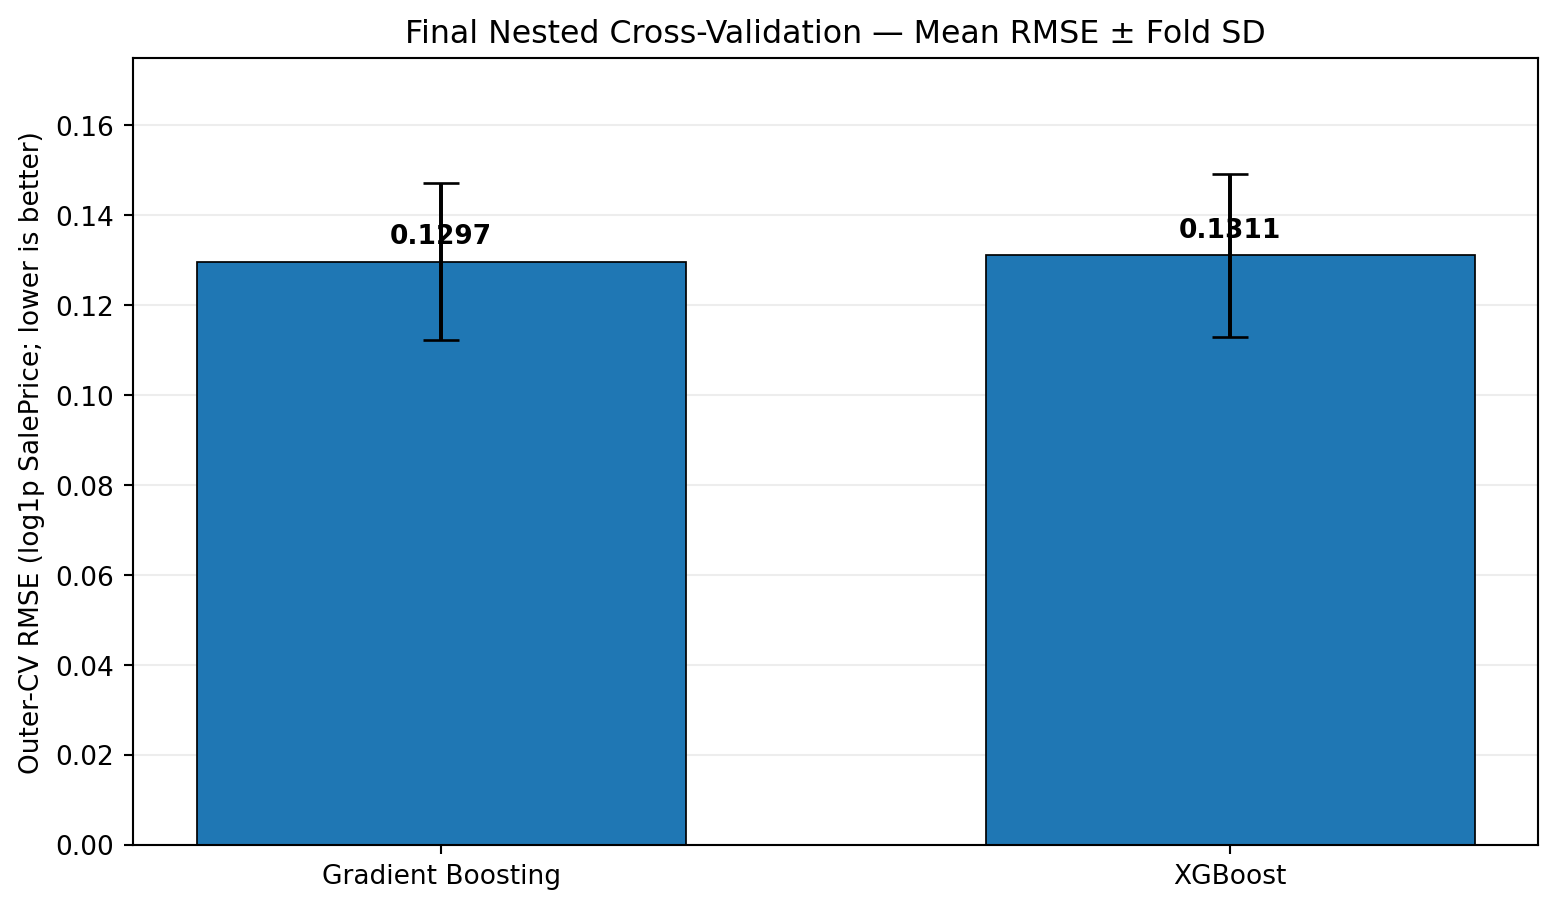 Final Nested Cross-Validation — Mean RMSE ± Fold SD
Outer-CV RMSE (log1p SalePrice; lower is better)
0.16
0.14
0.12
0.10
0.08
0.06
0.04
0.02
0.00
0.1297
0.1311
Gradient Boosting
XGBoost